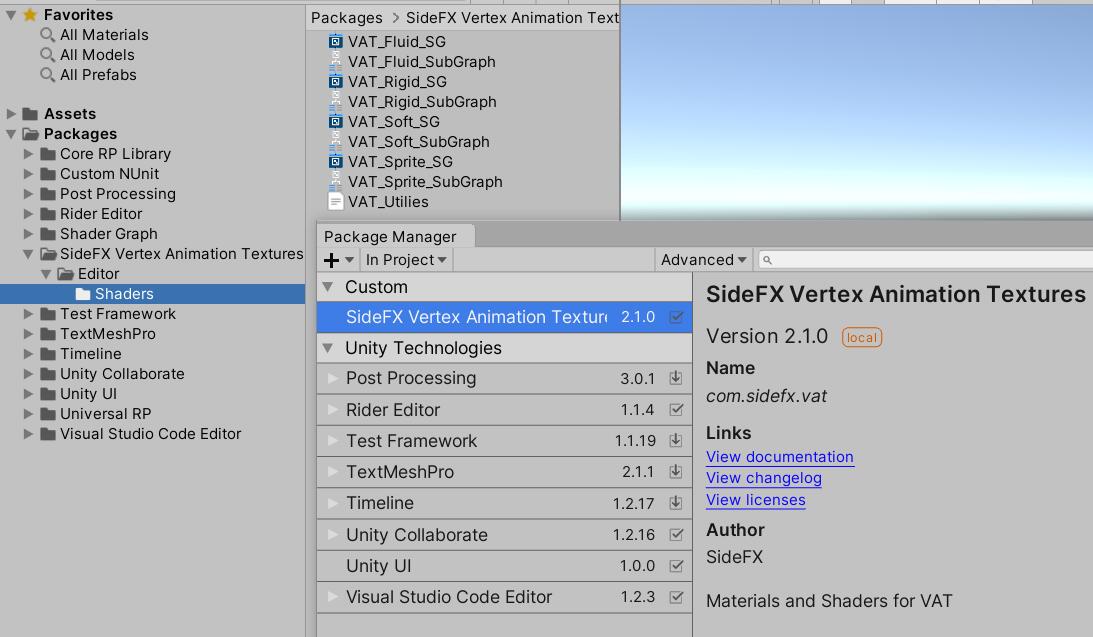 Favorites
All Materials
All Models
All Prefabs
Assets
Packages
Core RP Library
Custom NUnit
Post Processing
Rider Editor
Shader Graph
SideFX Vertex Animation Textures
Editor
Shaders
Test Framework
TextMeshPro
Timeline
Unity Collaborate
Unity UI
Universal RP
Visual Studio Code Editor
Packages > SideFX Vertex Animation Text
VAT_Fluid_SG
VAT_Fluid_SubGraph
VAT_Rigid_SG
VAT_Rigid_SubGraph
VAT_Soft_SG
VAT_Soft_SubGraph
VAT_Sprite_SG
VAT_Sprite_SubGraph
VAT_Utilies
Package Manager
+ In Project Advanced
Custom
SideFX Vertex Animation Texture 2.1.0
Unity Technologies
Post Processing 3.0.1
Rider Editor 1.1.4
Test Framework 1.1.19
TextMeshPro 2.1.1
Timeline 1.2.17
Unity Collaborate 1.2.16
Unity UI 1.0.0
Visual Studio Code Editor 1.2.3
SideFX Vertex Animation Textures
Version 2.1.0 local
Name
com.sidefx.vat
Links
View documentation
View changelog
View licenses
Author
SideFX
Materials and Shaders for VAT